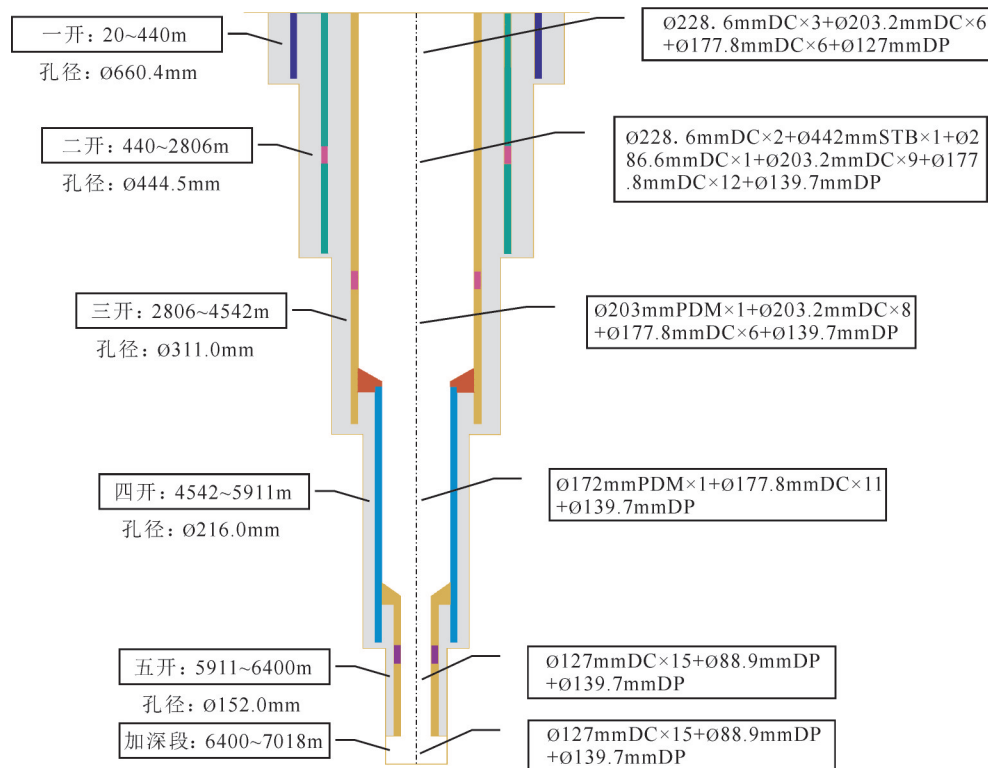 一开: 20~440m
孔径: Ø660.4mm
Ø228. 6mmDC×3+Ø203.2mmDC×6
+Ø177.8mmDC×6+Ø127mmDP
二开: 440~2806m
孔径: Ø444.5mm
Ø228. 6mmDC×2+Ø442mmSTB×1+Ø2
86.6mmDC×1+Ø203.2mmDC×9+Ø177
.8mmDC×12+Ø139.7mmDP
三开: 2806~4542m
孔径: Ø311.0mm
Ø203mmPDM×1+Ø203.2mmDC×8
+Ø177.8mmDC×6+Ø139.7mmDP
四开: 4542~5911m
孔径: Ø216.0mm
Ø172mmPDM×1+Ø177.8mmDC×11
+Ø139.7mmDP
五开: 5911~6400m
孔径: Ø152.0mm
Ø127mmDC×15+Ø88.9mmDP
+Ø139.7mmDP
加深段: 6400~7018m
Ø127mmDC×15+Ø88.9mmDP
+Ø139.7mmDP